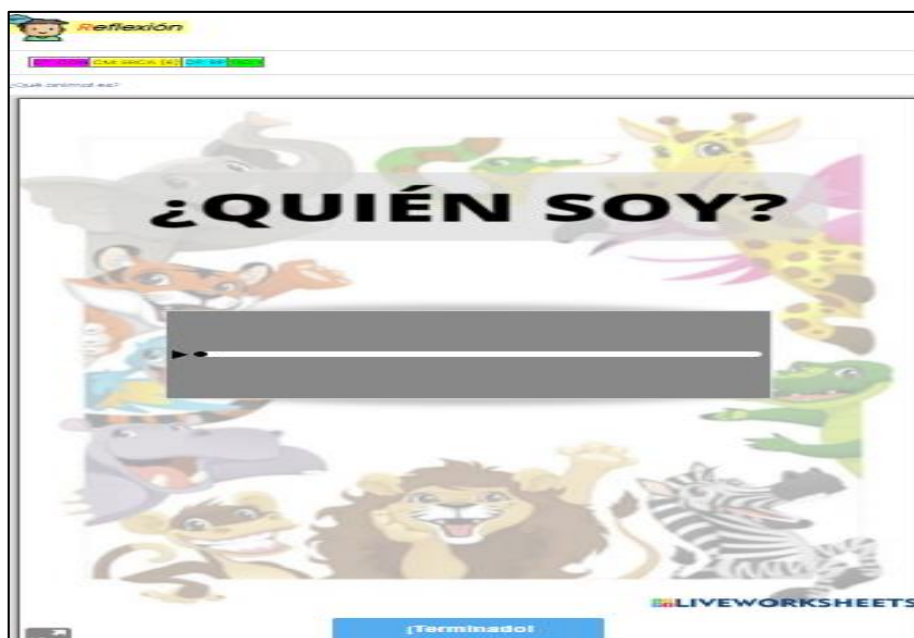 Reflexión
¿Qué animal es?
¿QUIÉN SOY?
LIVEWORKSHEETS
¡Terminado!